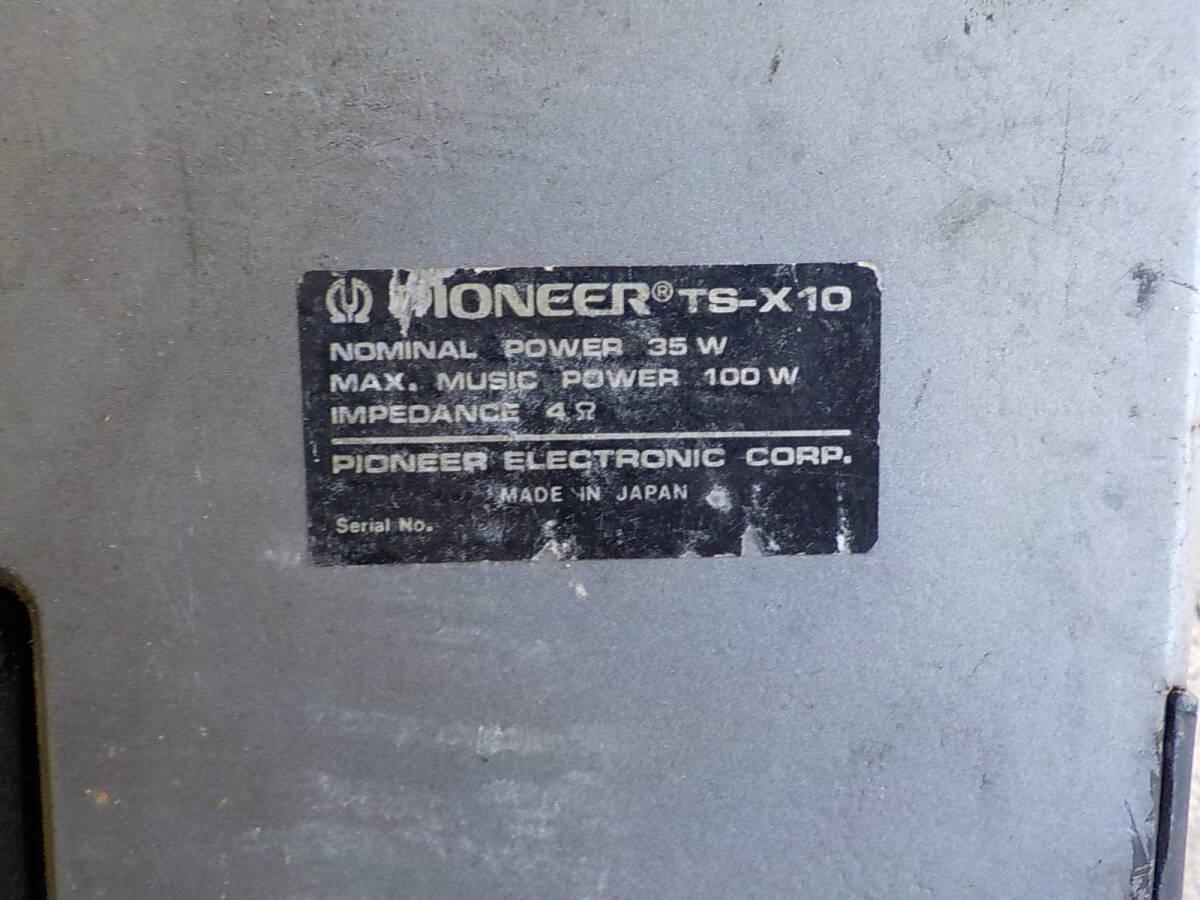 PIONEER® TS-X10
NOMINAL POWER 35 W
MAX. MUSIC POWER 100 W
IMPEDANCE 4 Ω
PIONEER ELECTRONIC CORP.
MADE IN JAPAN
Serial No.